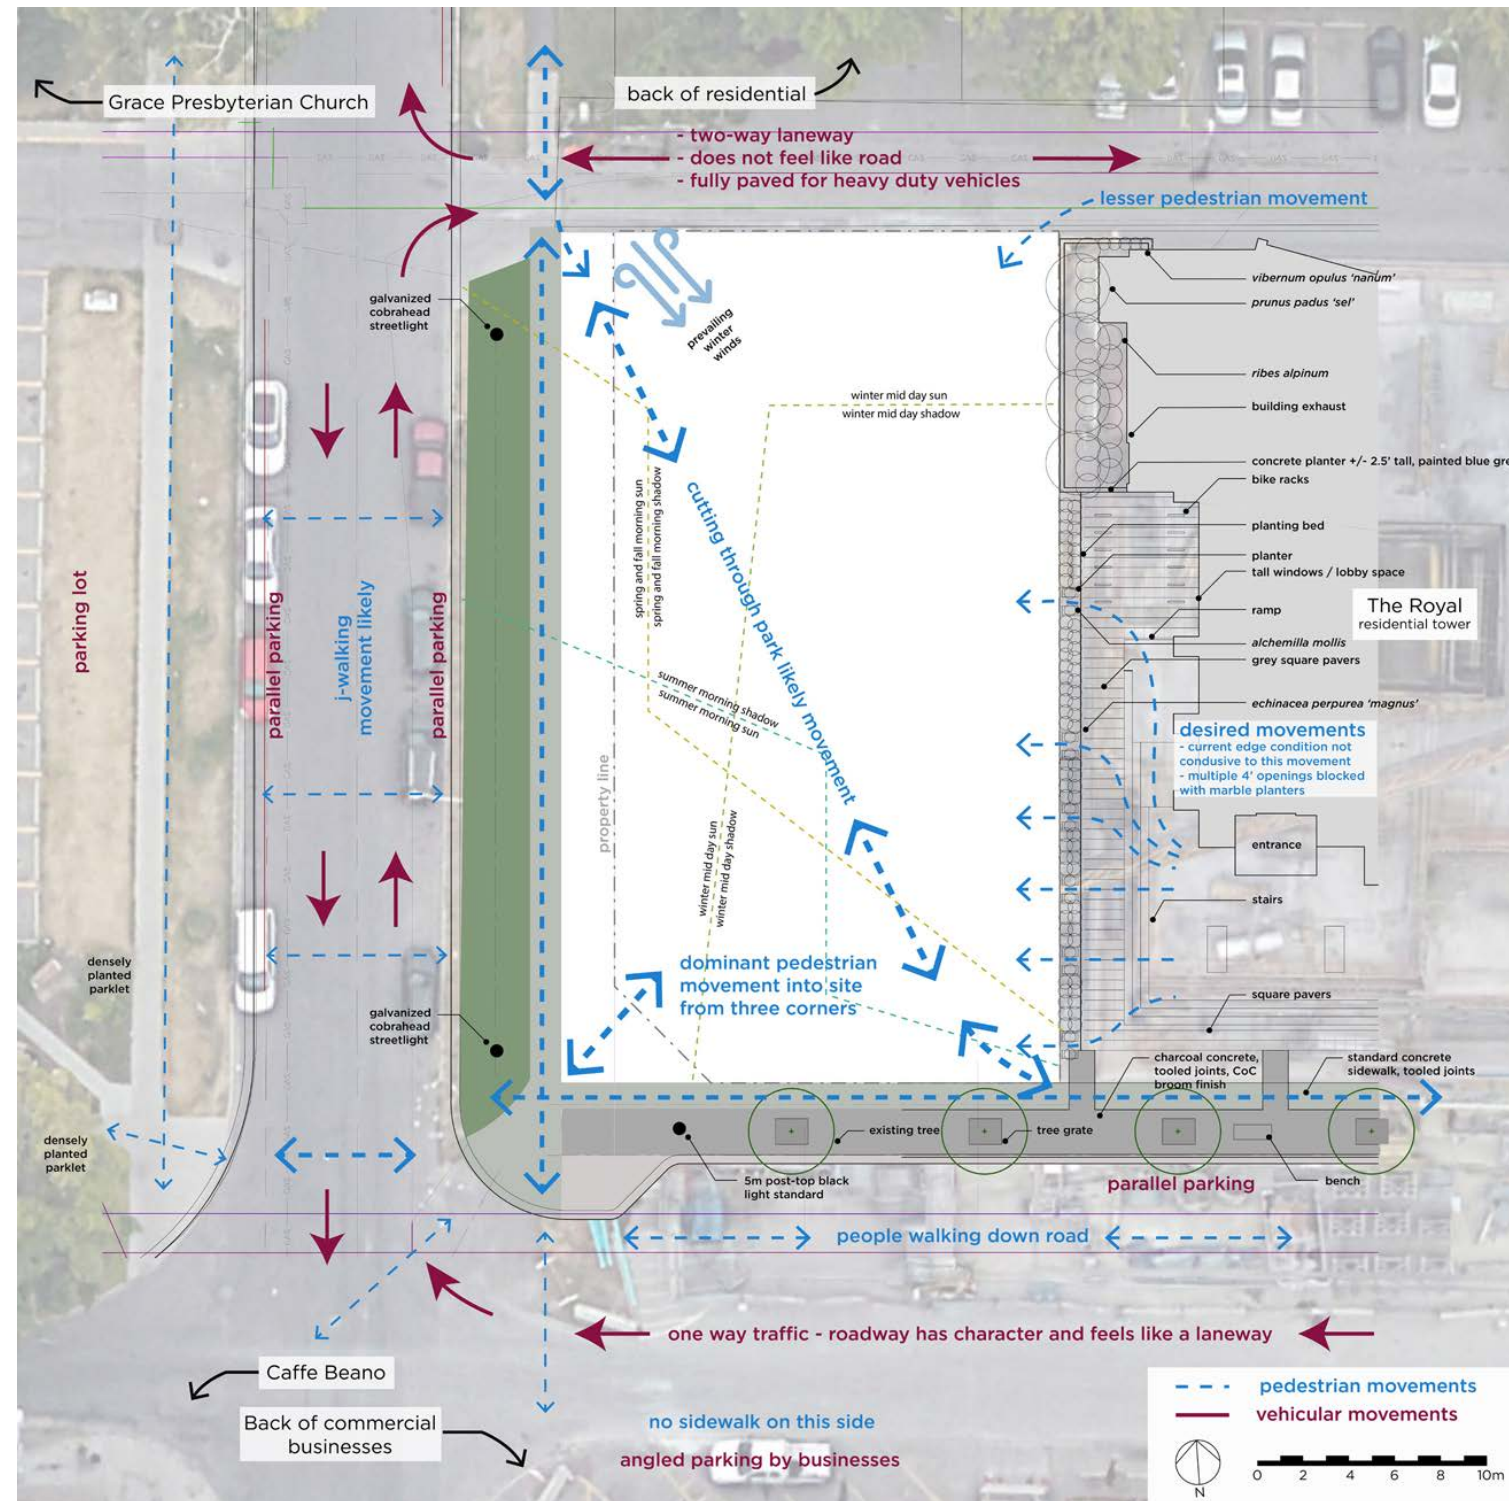 Grace Presbyterian Church
back of residential
- two-way laneway
- does not feel like road
- fully paved for heavy duty vehicles
lesser pedestrian movement
galvanized
cobrahead
streetlight
prevailing
winter
winds
vibernum opulus 'nanum'
prunus padus 'sel'
ribes alpinum
building exhaust
concrete planter +/- 2.5' tall, painted blue gre
bike racks
planting bed
planter
tall windows / lobby space
ramp
alchemilla mollis
grey square pavers
echinacea perpurea 'magnus'
The Royal
residential tower
winter mid day sun
winter mid day shadow
spring and fall morning sun
spring and fall morning shadow
cutting through park likely movement
summer morning shadow
summer morning sun
property line
winter mid day sun
winter mid day shadow
parking lot
parallel parking
j-walking
movement likely
parallel parking
desired movements
- current edge condition not
condusive to this movement
- multiple 4' openings blocked
with marble planters
entrance
stairs
square pavers
densely
planted
parklet
galvanized
cobrahead
streetlight
dominant pedestrian
movement into site
from three corners
charcoal concrete,
tooled joints, CoC
broom finish
standard concrete
sidewalk, tooled joints
densely
planted
parklet
existing tree
tree grate
5m post-top black
light standard
parallel parking
bench
people walking down road
one way traffic - roadway has character and feels like a laneway
Caffe Beano
Back of commercial
businesses
no sidewalk on this side
angled parking by businesses
pedestrian movements
vehicular movements
N
0 2 4 6 8 10m